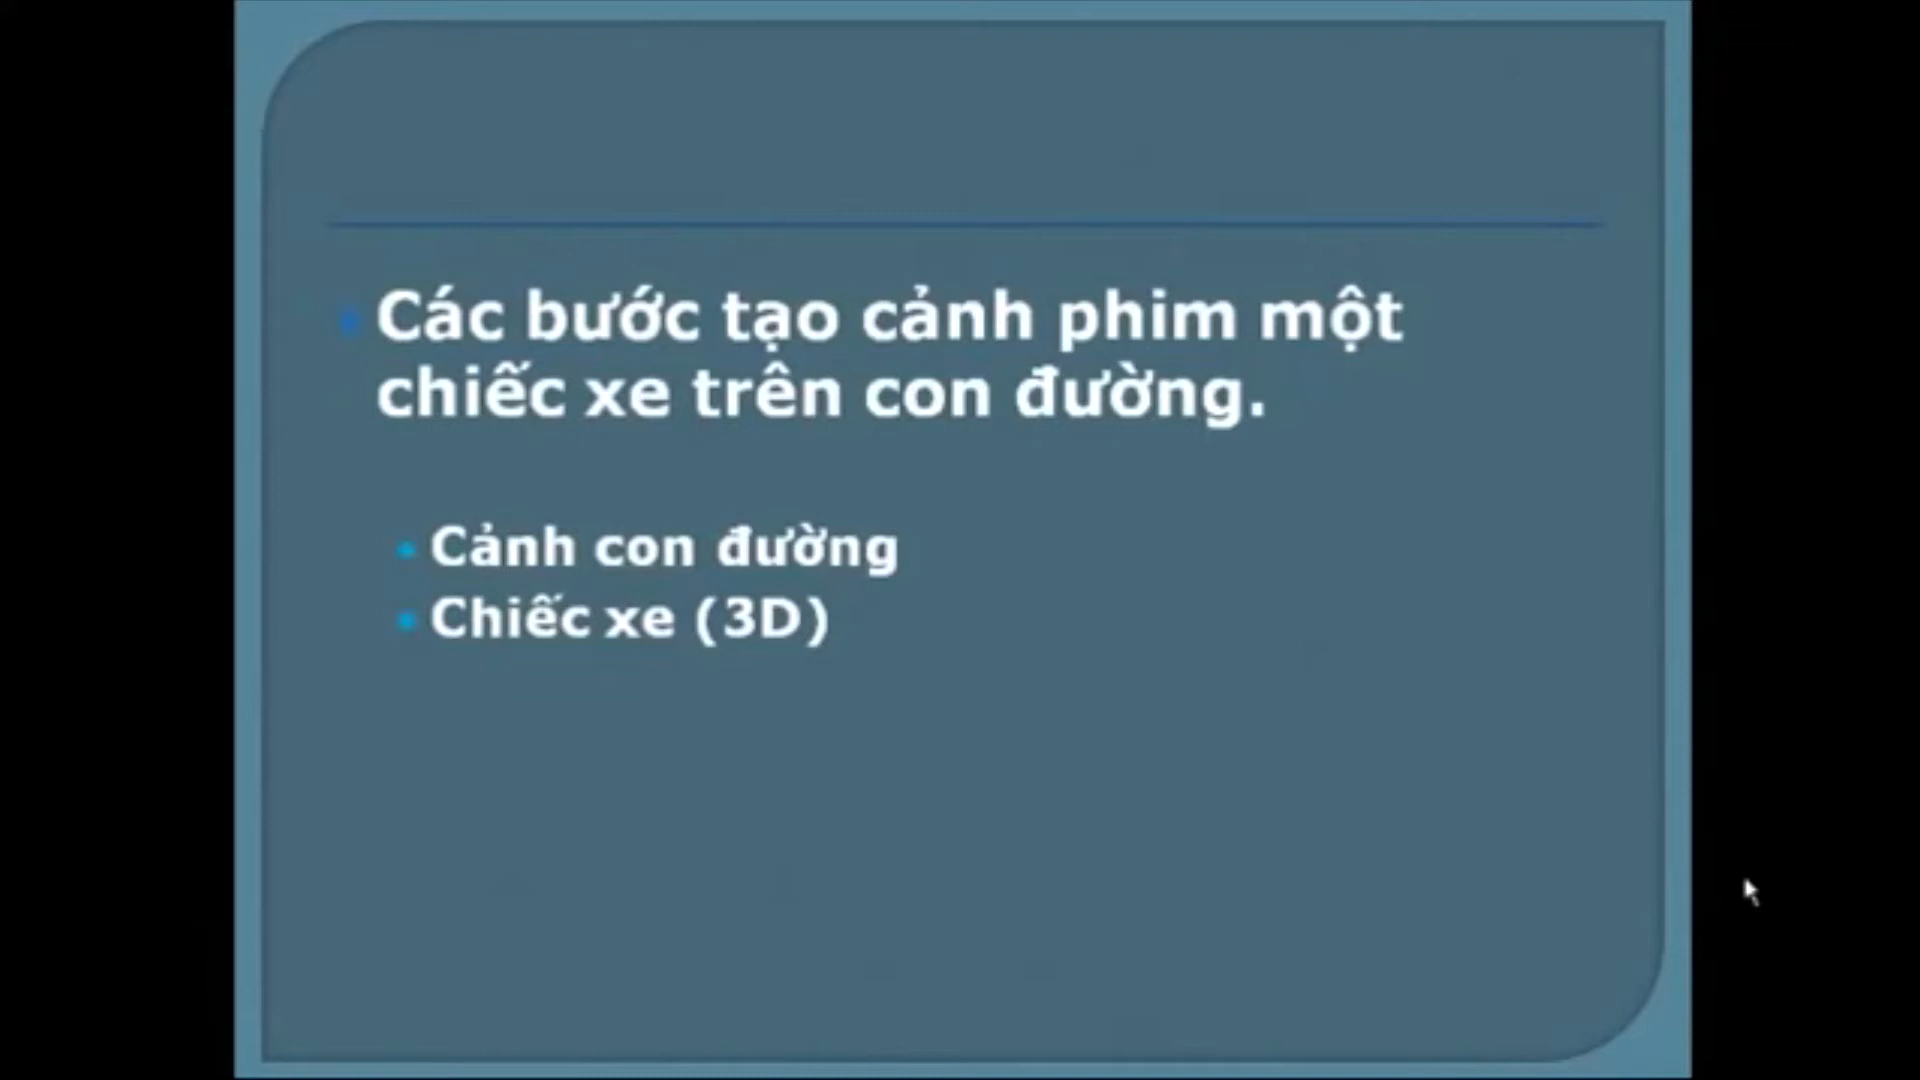 Các bước tạo cảnh phim một
chiếc xe trên con đường.
Cảnh con đường
Chiếc xe (3D)